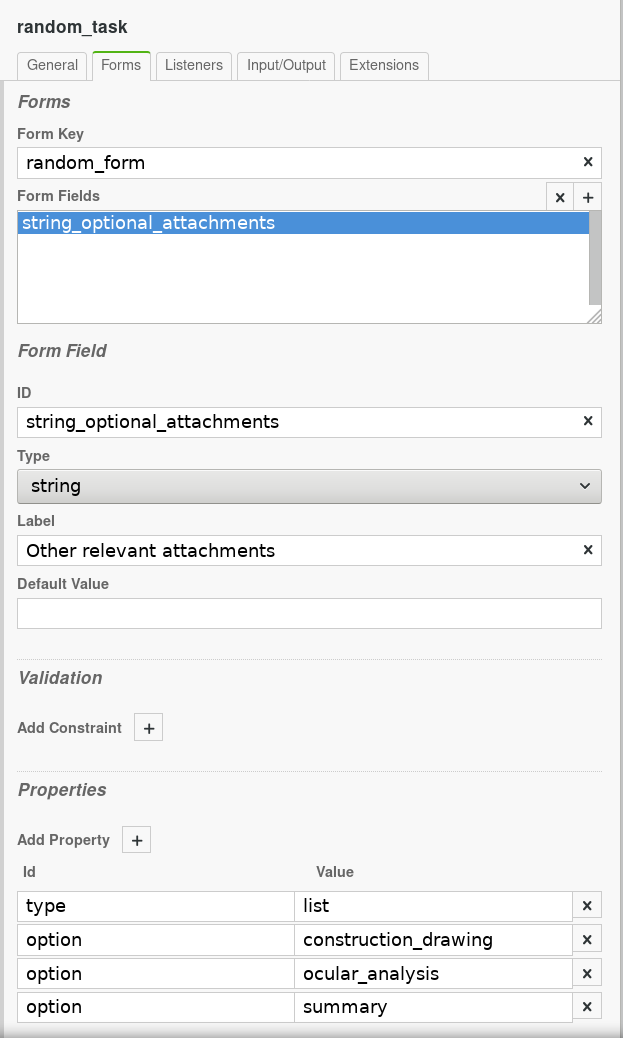 random_task
General Forms Listeners Input/Output Extensions
Forms
Form Key
random_form ×
Form Fields × +
string_optional_attachments
Form Field
ID
string_optional_attachments ×
Type
string
Label
Other relevant attachments ×
Default Value
Validation
Add Constraint +
Properties
Add Property +
Id Value
type list ×
option construction_drawing ×
option ocular_analysis ×
option summary ×